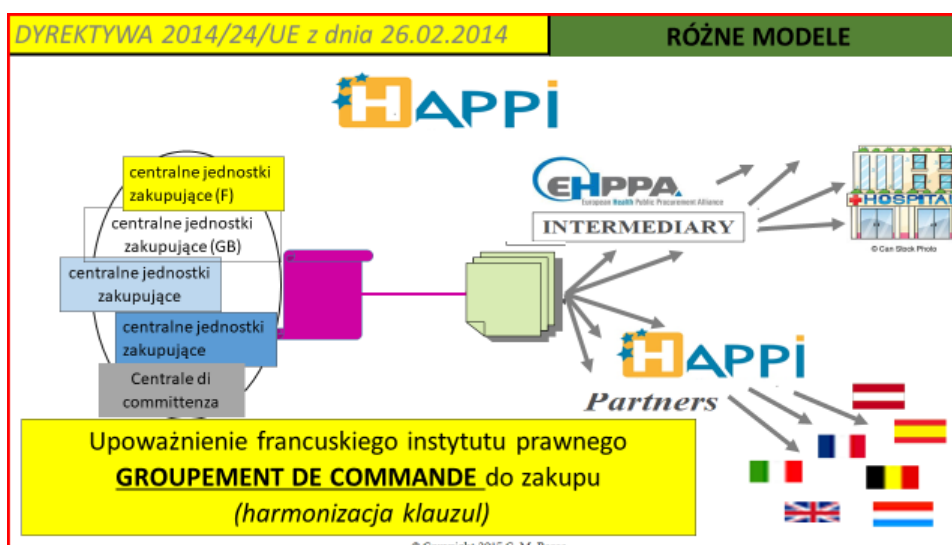 DYREKTYWA 2014/24/UE z dnia 26.02.2014
RÓŻNE MODELE
HAPPI
centralne jednostki
zakupujące (F)
centralne jednostki
zakupujące (GB)
centralne jednostki
zakupujące
centralne jednostki
zakupujące
Centrale di
committenza
EHPPA
European Health Public Procurement Alliance
INTERMEDIARY
HOSPITAL
© Can Stock Photo
HAPPI
Partners
Upoważnienie francuskiego instytutu prawnego
GROUPEMENT DE COMMANDE do zakupu
(harmonizacja klauzul)